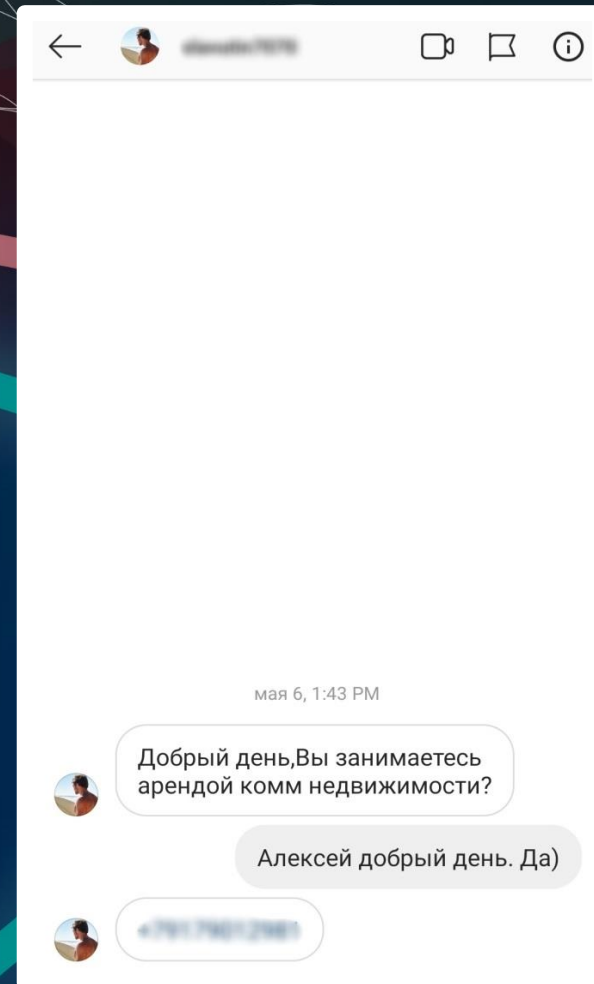 мая 6, 1:43 PM
Добрый день,Вы занимаетесь
арендой комм недвижимости?
Алексей добрый день. Да)